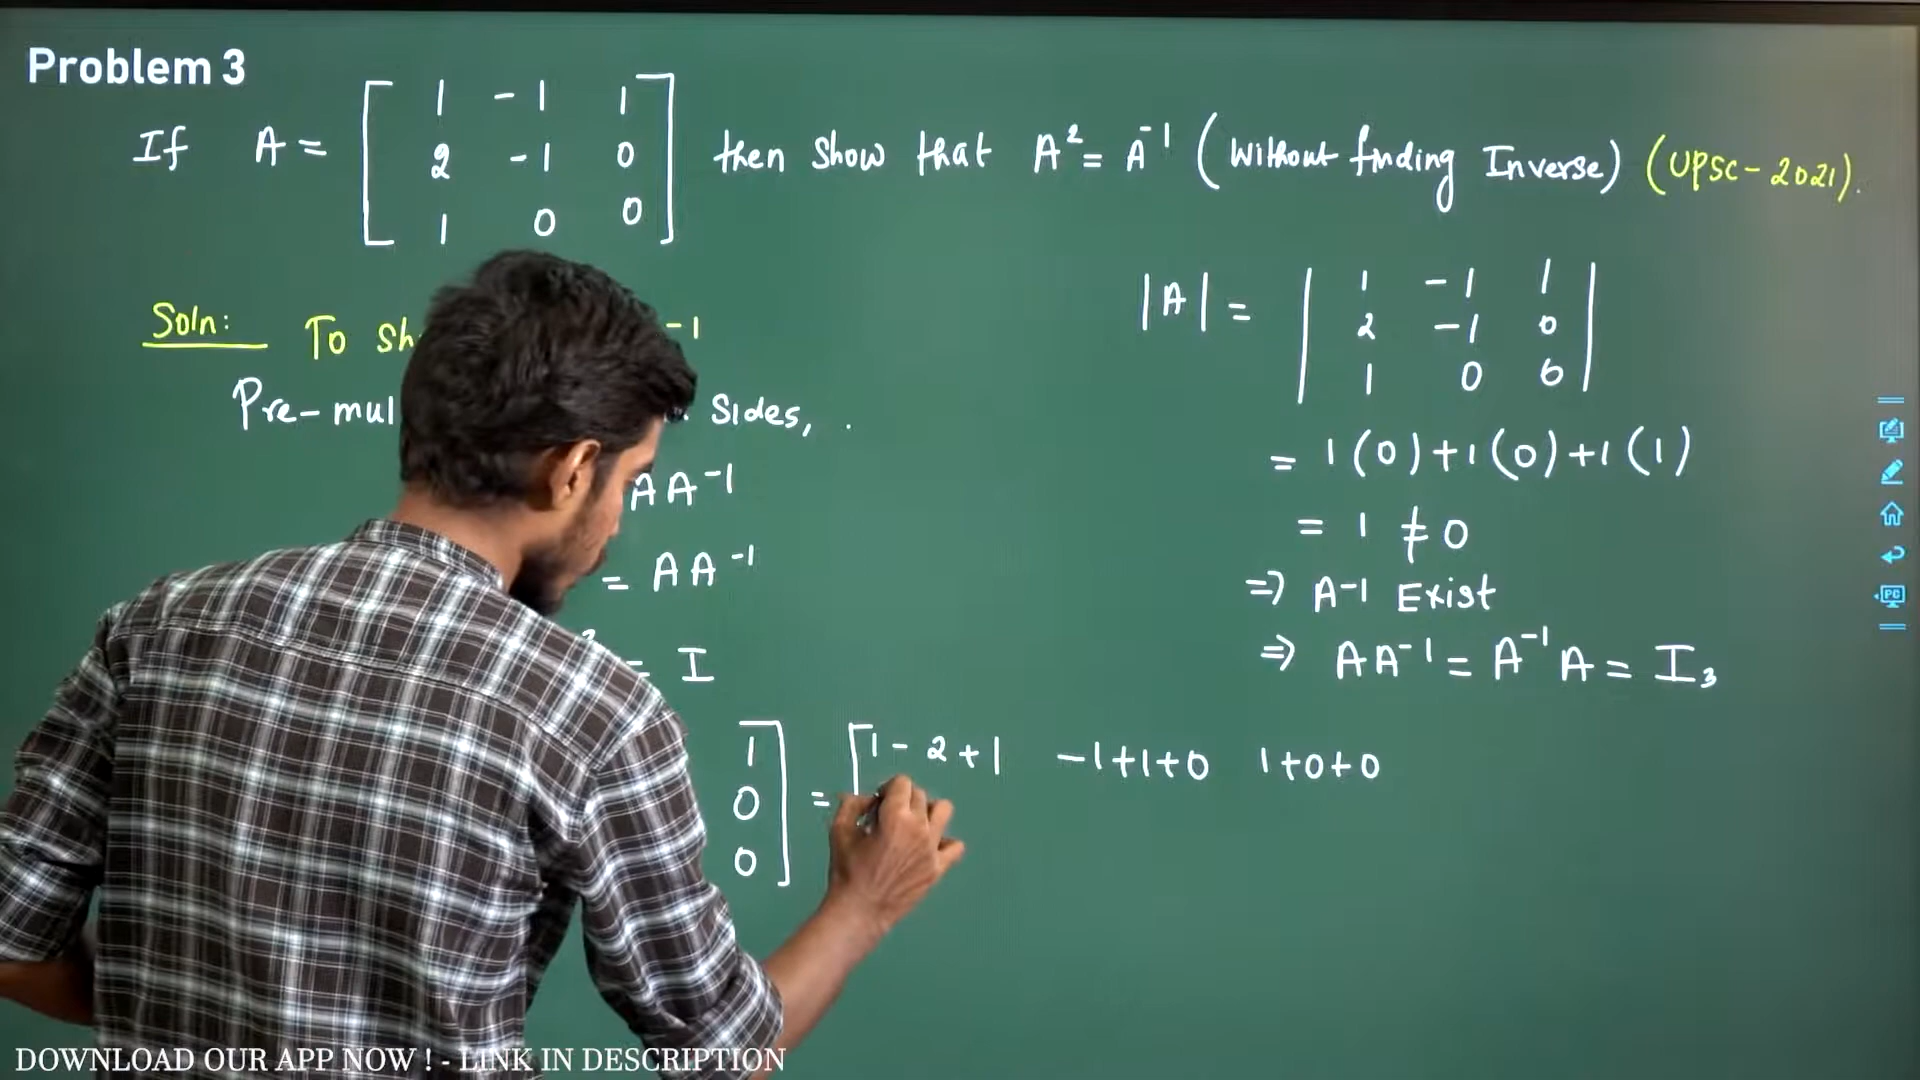 Problem 3
If A = [ 1 -1 1
2 -1 0
1 0 0 ] then show that A² = A⁻¹ (without finding Inverse) (UPSC-2021).
Soln: To sh -1
Pre-mul sides, .
AA⁻¹
= AA⁻¹
= I
|A| = | 1 -1 1
2 -1 0
1 0 0 |
= 1(0)+1(0)+1(1)
= 1 ≠ 0
=> A-1 Exist
=> AA⁻¹ = A⁻¹A = I₃
1
0
0 ] = [ 1-2+1 -1+1+0 1+0+0
PC
DOWNLOAD OUR APP NOW ! - LINK IN DESCRIPTION